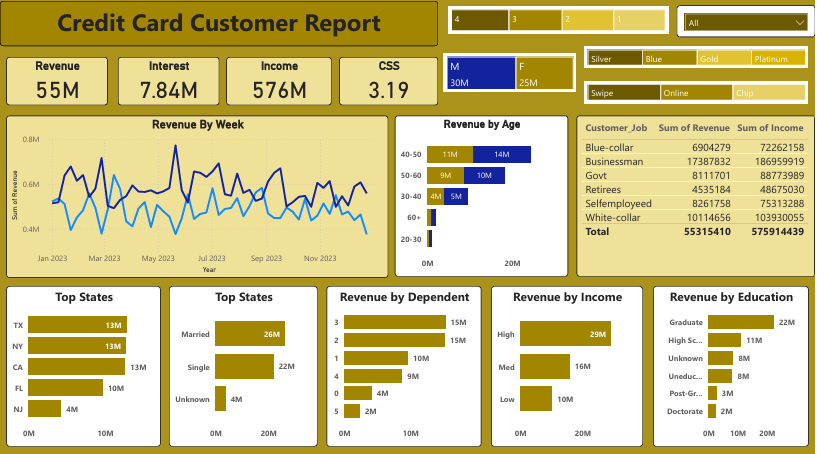 Credit Card Customer Report
4 3 2 1
All
Revenue
55M
Interest
7.84M
Income
576M
CSS
3.19
M
30M
F
25M
Silver Blue Gold Platinum
Swipe Online Chip
Revenue By Week
Sum of Revenue
0.8M
0.6M
0.4M
Jan 2023 Mar 2023 May 2023 Jul 2023 Sep 2023 Nov 2023
Year
Revenue by Age
40-50 11M 14M
50-60 9M 10M
30-40 4M 5M
60+
20-30
0M 20M
Customer_Job Sum of Revenue Sum of Income
Blue-collar 6904279 72262158
Businessman 17387832 186959919
Govt 8111701 88773989
Retirees 4535184 48675030
Selfemployeed 8261758 75313288
White-collar 10114656 103930055
Total 55315410 575914439
Top States
TX 13M
NY 13M
CA 13M
FL 10M
NJ 4M
0M 10M
Top States
Married 26M
Single 22M
Unknown 4M
0M 20M
Revenue by Dependent
3 15M
2 15M
1 10M
4 9M
0 4M
5 2M
0M 10M
Revenue by Income
High 29M
Med 16M
Low 10M
0M 20M
Revenue by Education
Graduate 22M
High Sc... 11M
Unknown 8M
Uneduc... 8M
Post-Gr... 3M
Doctorate 2M
0M 10M 20M